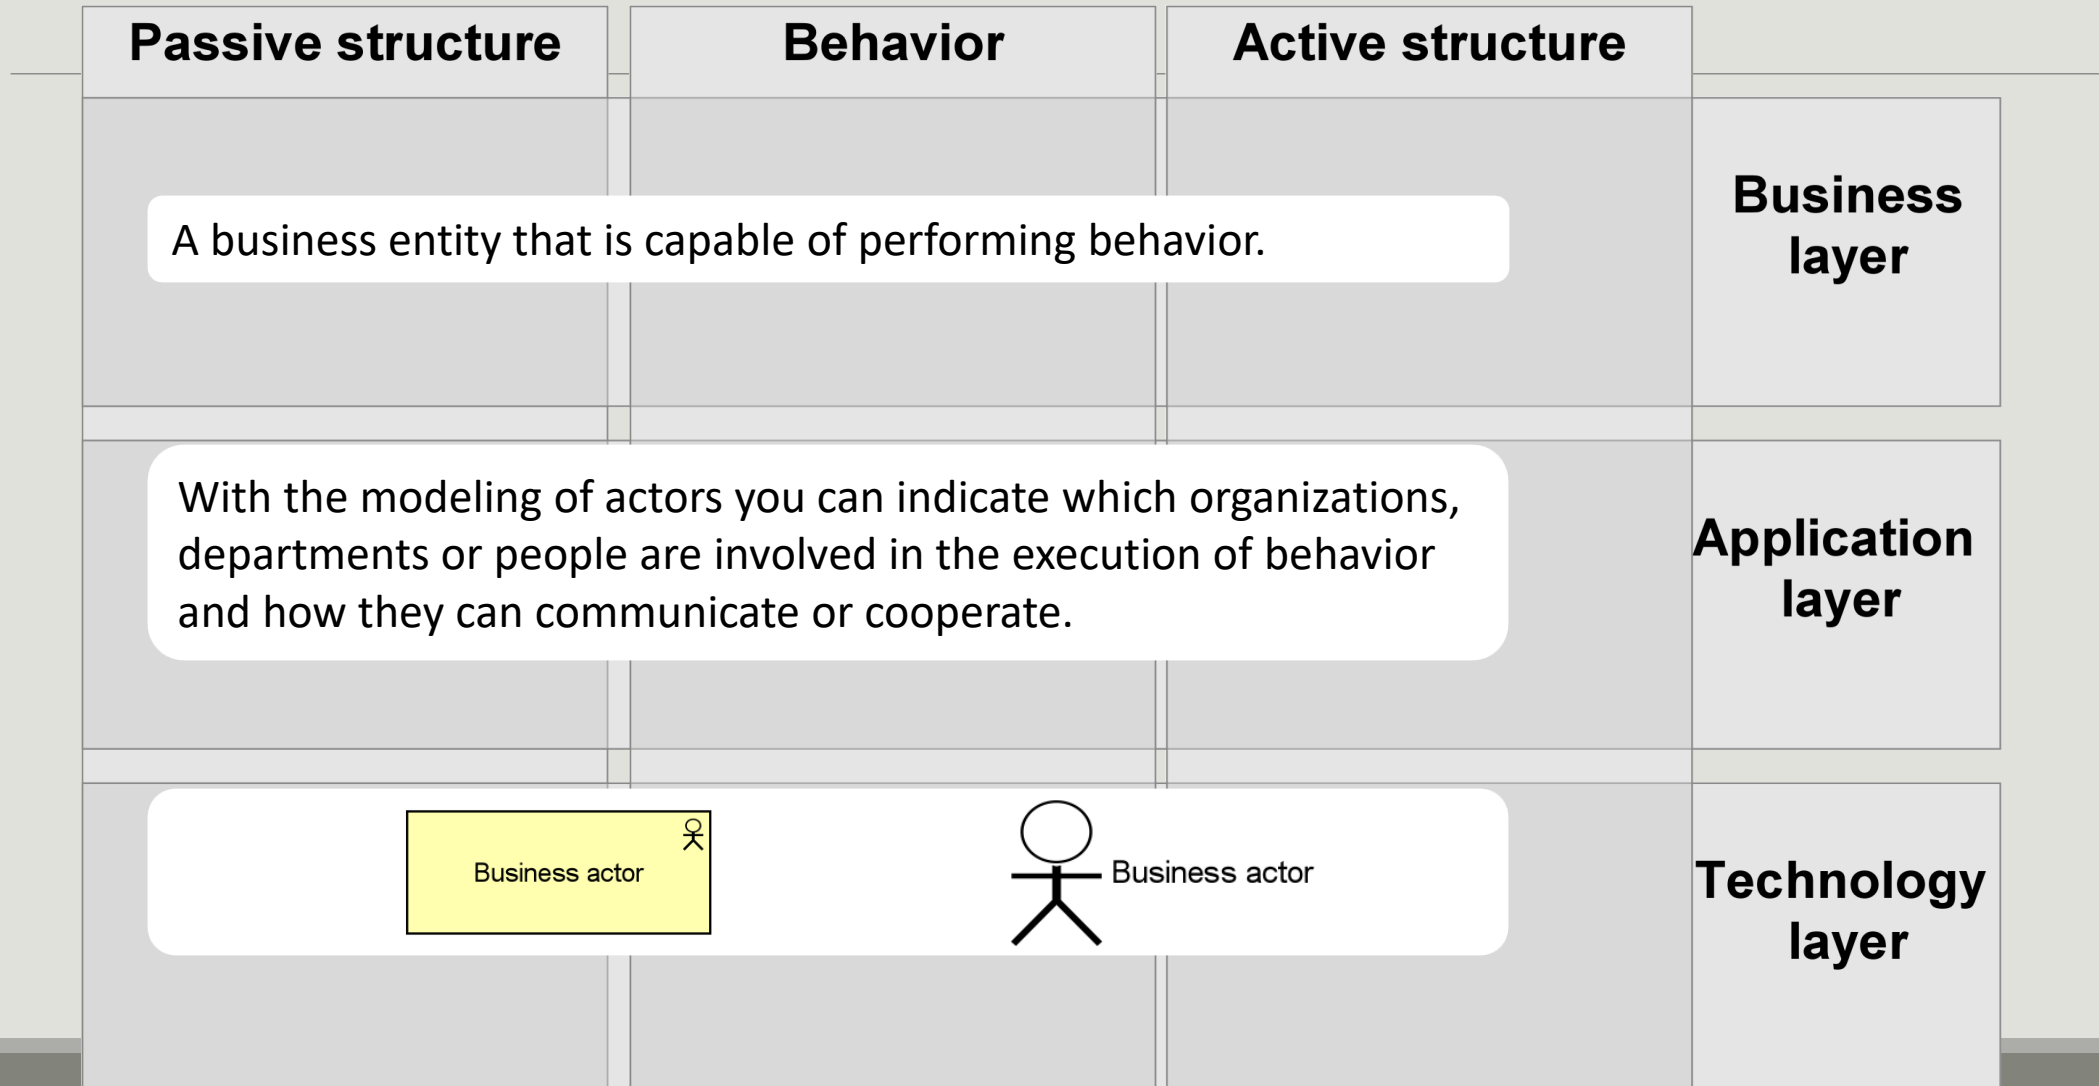 Passive structure
Behavior
Active structure
A business entity that is capable of performing behavior.
Business
layer
With the modeling of actors you can indicate which organizations,
departments or people are involved in the execution of behavior
and how they can communicate or cooperate.
Application
layer
Business actor
Business actor
Technology
layer